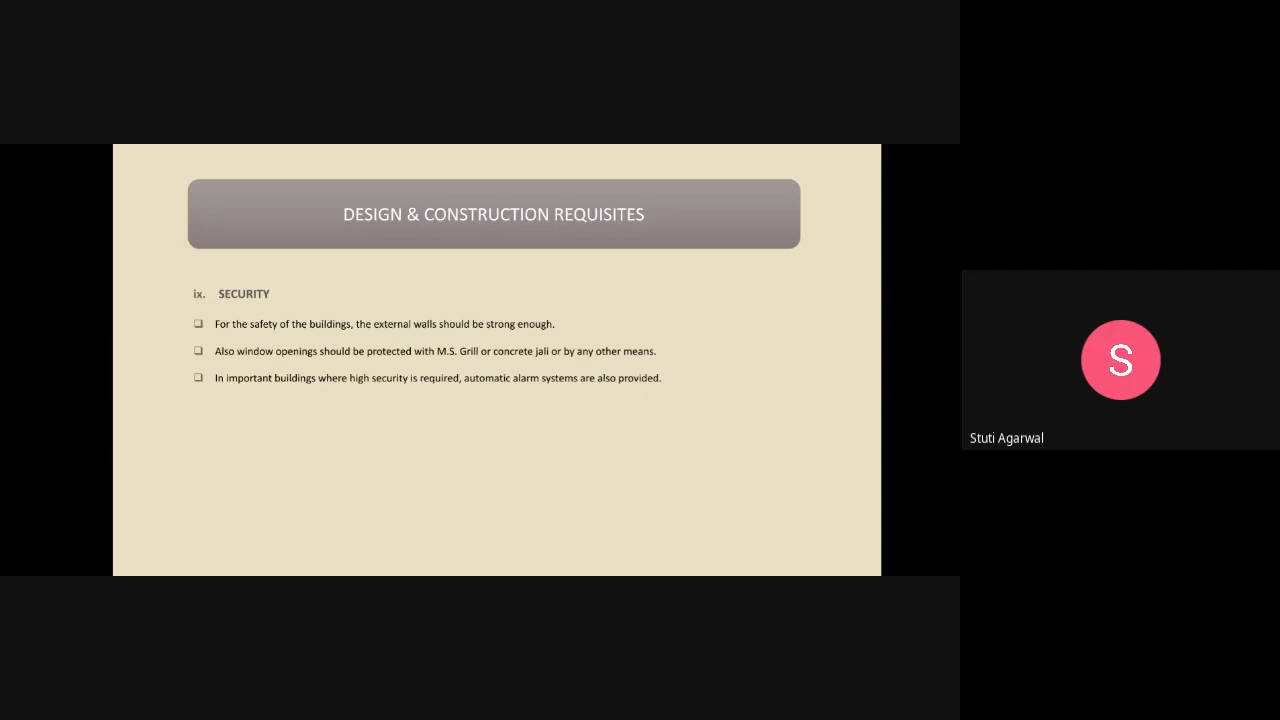 DESIGN & CONSTRUCTION REQUISITES
ix. SECURITY
❑ For the safety of the buildings, the external walls should be strong enough.
❑ Also window openings should be protected with M.S. Grill or concrete jali or by any other means.
❑ In important buildings where high security is required, automatic alarm systems are also provided.
S
Stuti Agarwal